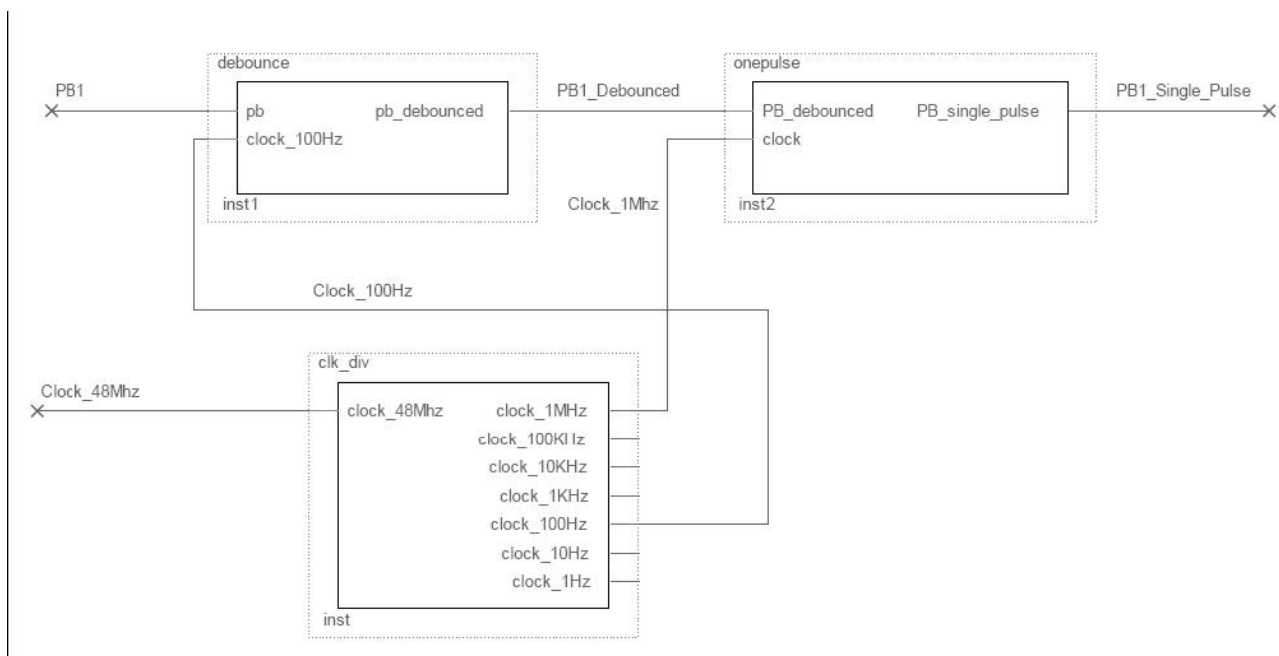 debounce
onepulse
PB1
PB1_Debounced
PB1_Single_Pulse
pb
pb_debounced
PB_debounced
PB_single_pulse
clock_100Hz
clock
inst1
Clock_1Mhz
inst2
Clock_100Hz
clk_div
Clock_48Mhz
clock_48Mhz
clock_1MHz
clock_100KHz
clock_10KHz
clock_1KHz
clock_100Hz
clock_10Hz
clock_1Hz
inst